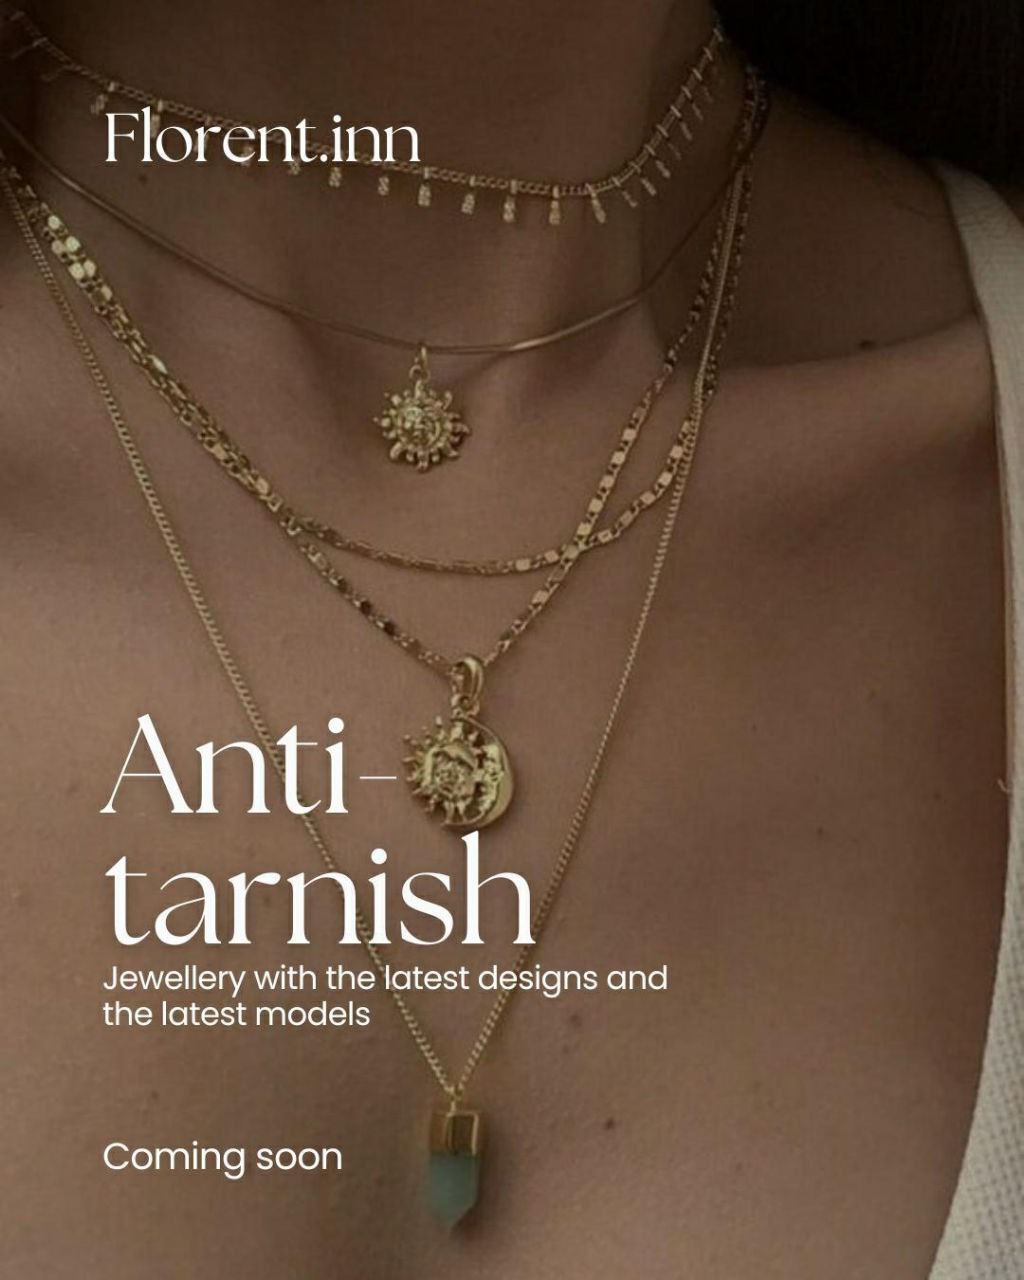 Florent.inn
Anti-
tarnish
Jewellery with the latest designs and
the latest models
Coming soon